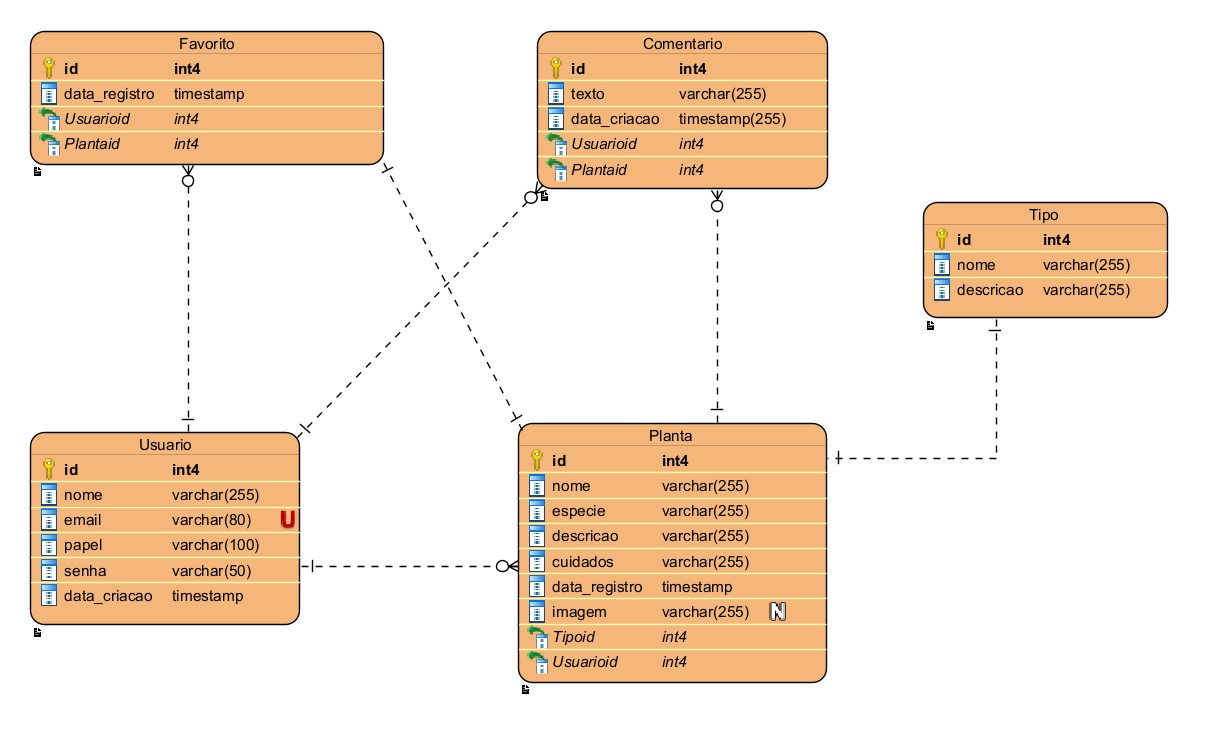 Favorito
id int4
data_registro timestamp
Usuarioid int4
Plantaid int4
Comentario
id int4
texto varchar(255)
data_criacao timestamp(255)
Usuarioid int4
Plantaid int4
Tipo
id int4
nome varchar(255)
descricao varchar(255)
Usuario
id int4
nome varchar(255)
email varchar(80) U
papel varchar(100)
senha varchar(50)
data_criacao timestamp
Planta
id int4
nome varchar(255)
especie varchar(255)
descricao varchar(255)
cuidados varchar(255)
data_registro timestamp
imagem varchar(255) N
Tipoid int4
Usuarioid int4